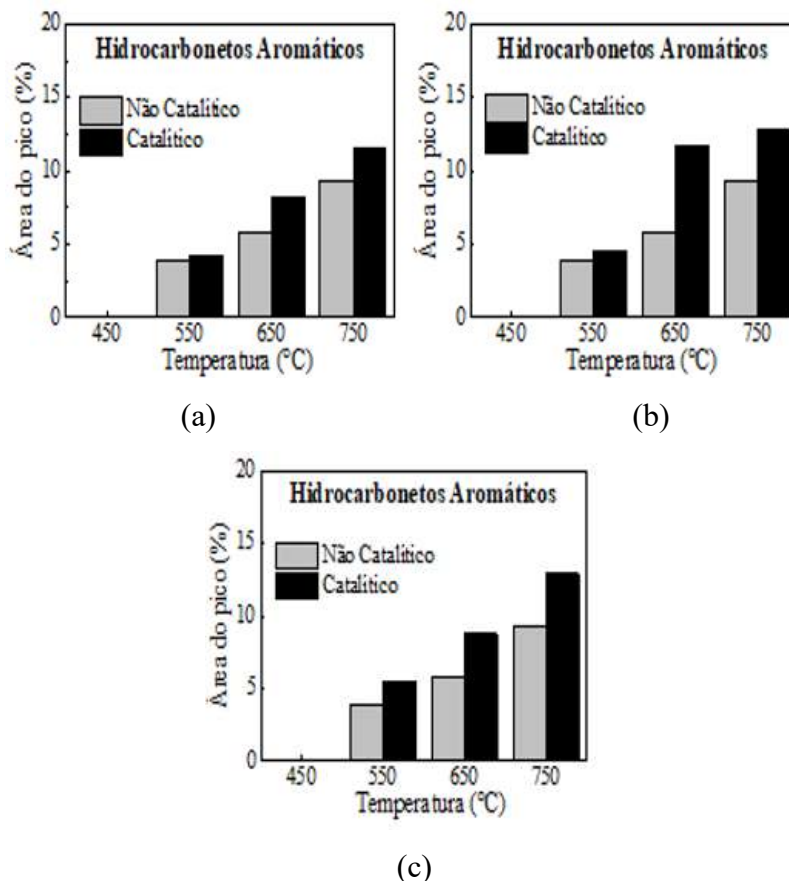 20
Hidrocarbonetos Aromáticos
15
Não Catalítico
Catalítico
10
5
0
450 550 650 750
Temperatura (°C)
Área do pico (%)
(a)
20
Hidrocarbonetos Aromáticos
15
Não Catalítico
Catalítico
10
5
0
450 550 650 750
Temperatura (°C)
Área do pico (%)
(b)
20
Hidrocarbonetos Aromáticos
15
Não Catalítico
Catalítico
10
5
0
450 550 650 750
Temperatura (°C)
Área do pico (%)
(c)